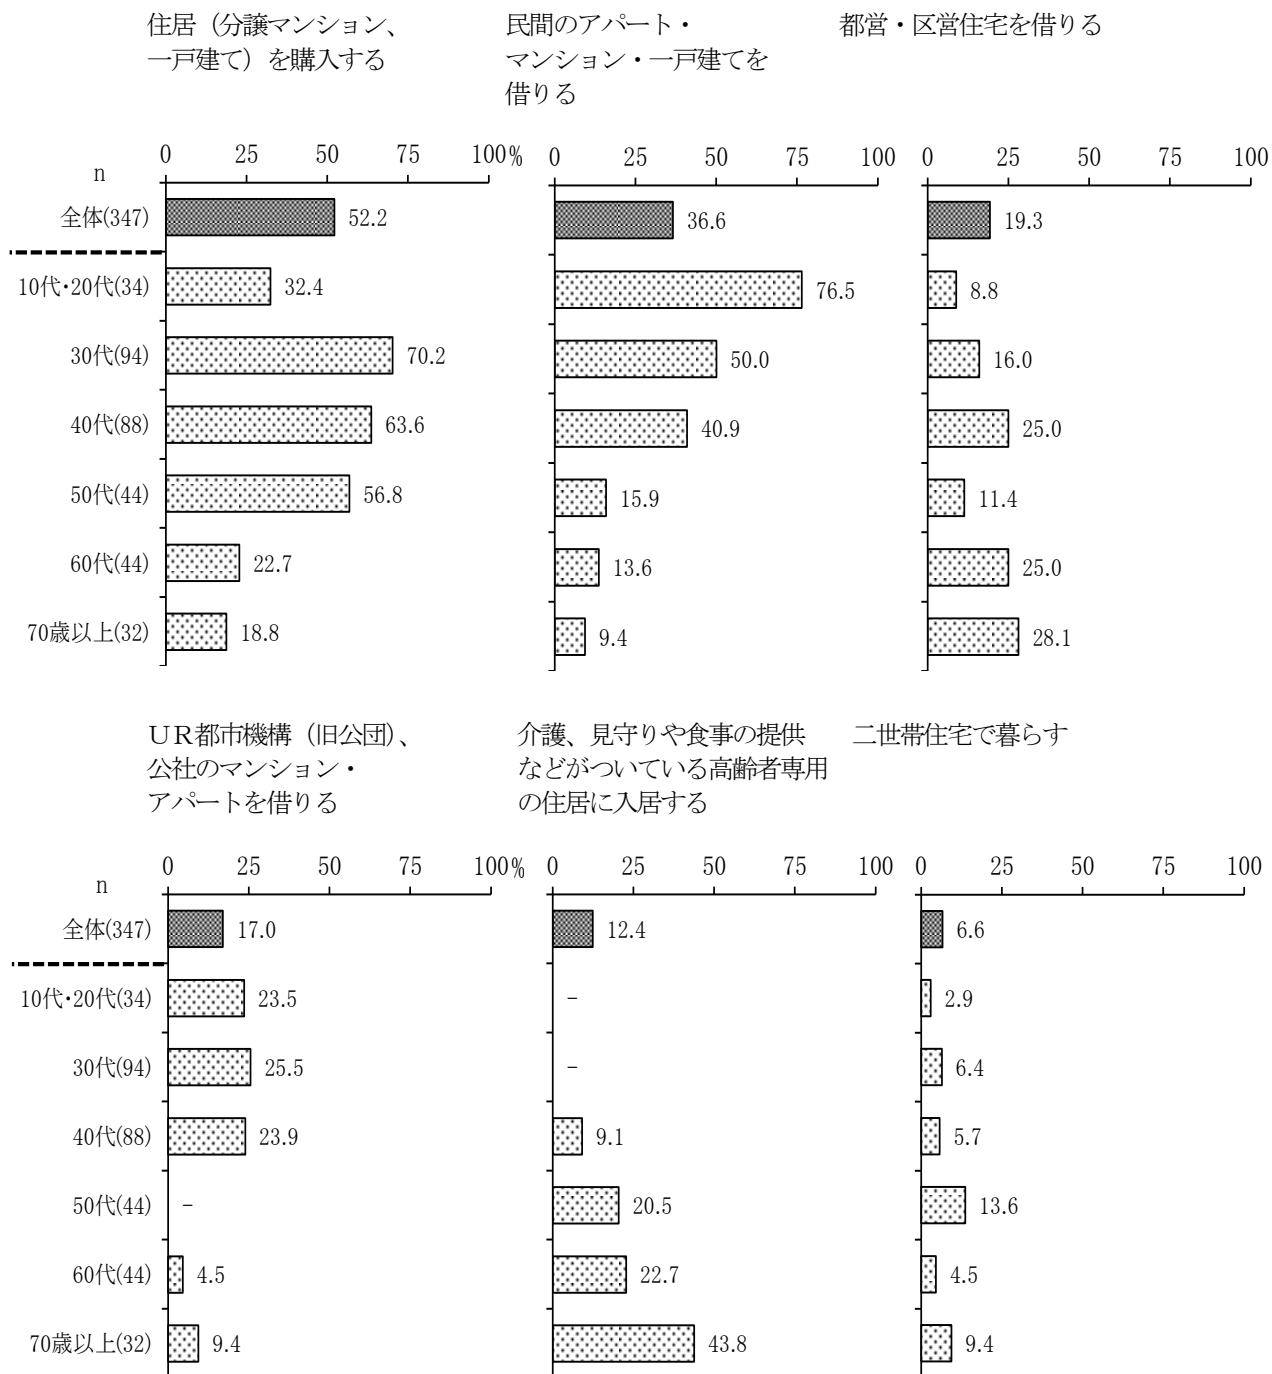 住居（分譲マンション、
一戸建て）を購入する
民間のアパート・
マンション・一戸建てを
借りる
都営・区営住宅を借りる
0 25 50 75 100% 0 25 50 75 100 0 25 50 75 100
n
全体(347) 52.2 36.6 19.3
10代･20代(34) 32.4 76.5 8.8
30代(94) 70.2 50.0 16.0
40代(88) 63.6 40.9 25.0
50代(44) 56.8 15.9 11.4
60代(44) 22.7 13.6 25.0
70歳以上(32) 18.8 9.4 28.1
ＵＲ都市機構（旧公団）、
公社のマンション・
アパートを借りる
介護、見守りや食事の提供
などがついている高齢者専用
の住居に入居する
二世帯住宅で暮らす
0 25 50 75 100% 0 25 50 75 100 0 25 50 75 100
n
全体(347) 17.0 12.4 6.6
10代･20代(34) 23.5 - 2.9
30代(94) 25.5 - 6.4
40代(88) 23.9 9.1 5.7
50代(44) - 20.5 13.6
60代(44) 4.5 22.7 4.5
70歳以上(32) 9.4 43.8 9.4